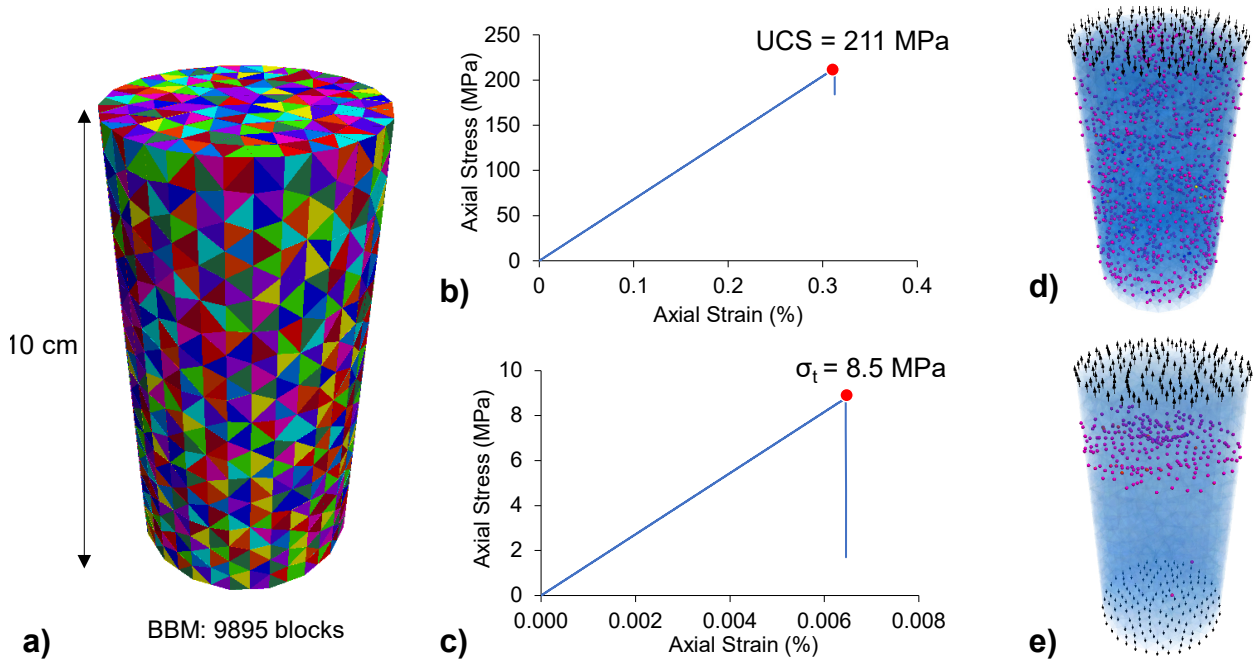 10 cm
BBM: 9895 blocks
a)
UCS = 211 MPa
Axial Stress (MPa)
250
200
150
100
50
0
0 0.1 0.2 0.3 0.4
Axial Strain (%)
b)
σt = 8.5 MPa
Axial Stress (MPa)
10
8
6
4
2
0
0.000 0.002 0.004 0.006 0.008
Axial Strain (%)
c)
d)
e)